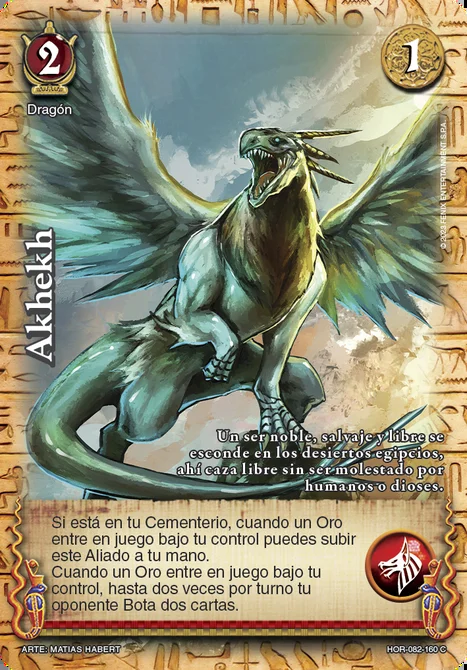 2
1
Dragón
© 2023 FENIX ENTERTAINMENT S.P.A.
Akhekh
Un ser noble, salvaje y libre se
esconde en los desiertos egipcios,
ahí caza libre sin ser molestado por
humanos o dioses.
Si está en tu Cementerio, cuando un Oro
entre en juego bajo tu control puedes subir
este Aliado a tu mano.
Cuando un Oro entre en juego bajo tu
control, hasta dos veces por turno tu
oponente Bota dos cartas.
ARTE: MATIAS HABERT
HOR-082-160 C